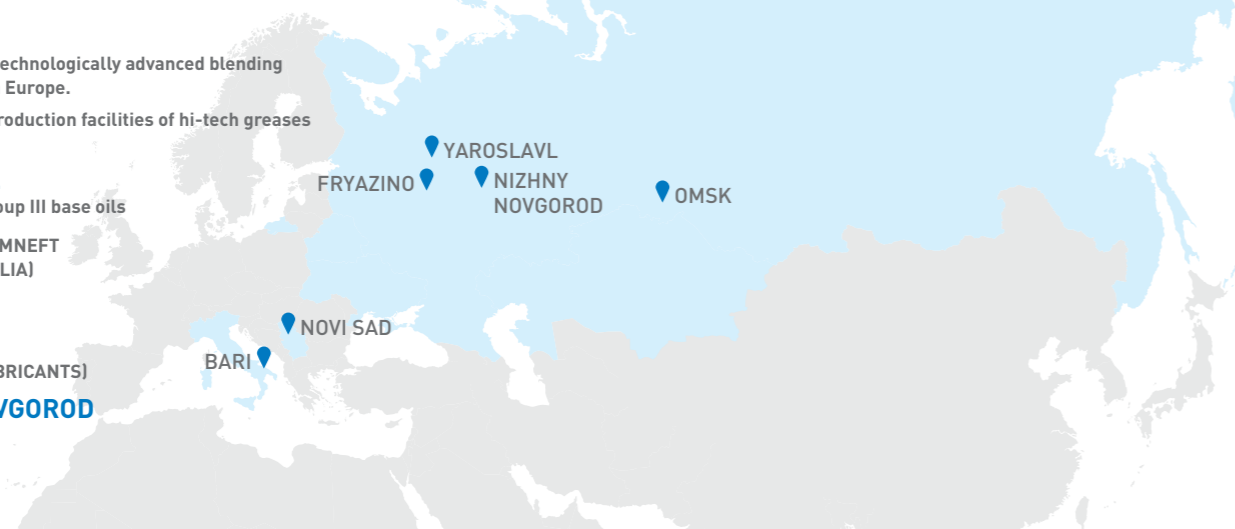 echnologically advanced blending
Europe.
roduction facilities of hi-tech greases
oup III base oils
MNEFT
LIA)
BRICANTS)
VGOROD
YAROSLAVL
FRYAZINO
NIZHNY
NOVGOROD
OMSK
NOVI SAD
BARI